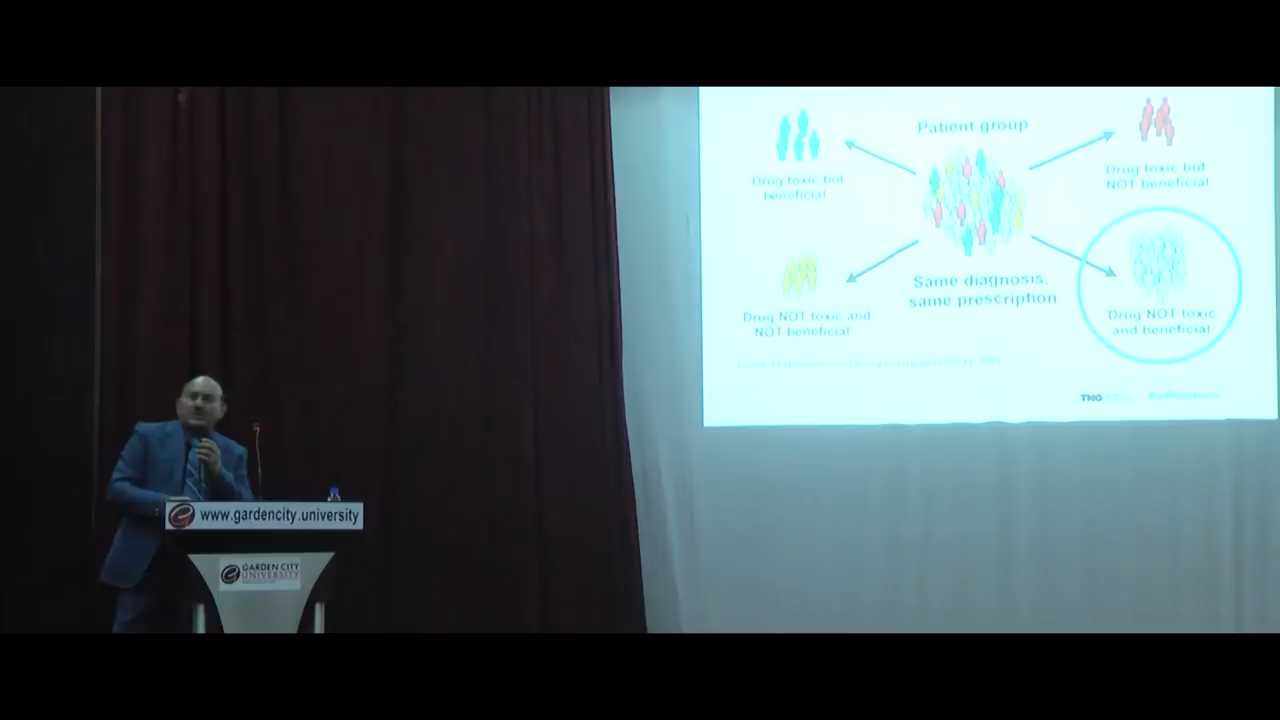 Patient group
Drug toxic but
beneficial
Drug toxic but
NOT beneficial
Same diagnosis,
same prescription
Drug NOT toxic and
NOT beneficial
Drug NOT toxic
and beneficial
TNO
www.gardencity.university
GARDEN CITY
UNIVERSITY